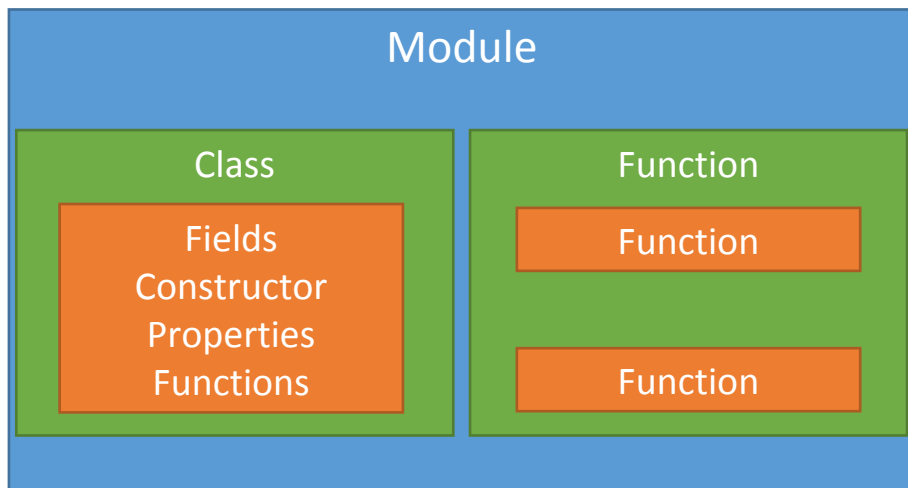 Module
Class
Fields
Constructor
Properties
Functions
Function
Function
Function